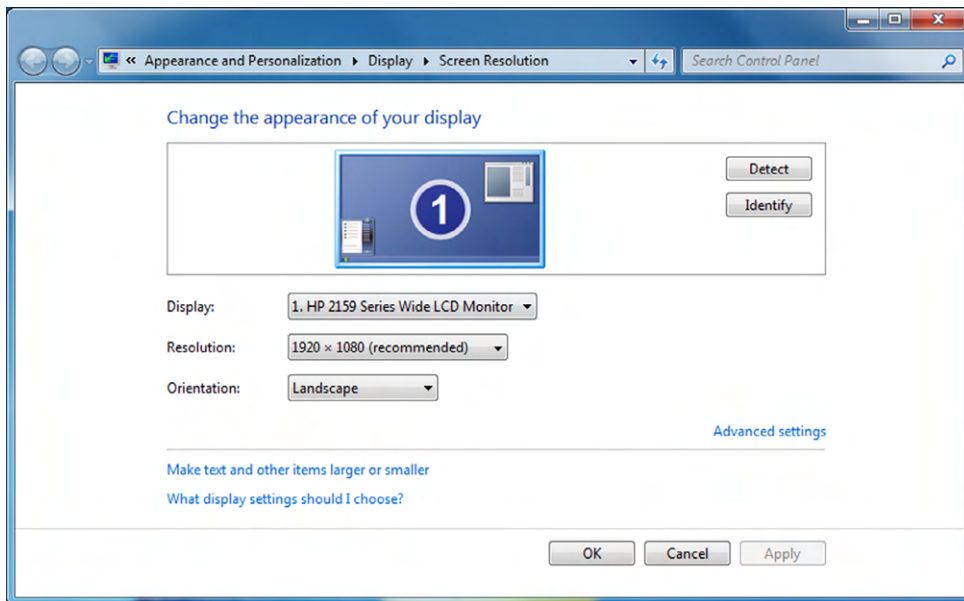 « Appearance and Personalization ▸ Display ▸ Screen Resolution
Search Control Panel
Change the appearance of your display
1
Detect
Identify
Display: 1. HP 2159 Series Wide LCD Monitor
Resolution: 1920 × 1080 (recommended)
Orientation: Landscape
Advanced settings
Make text and other items larger or smaller
What display settings should I choose?
OK Cancel Apply